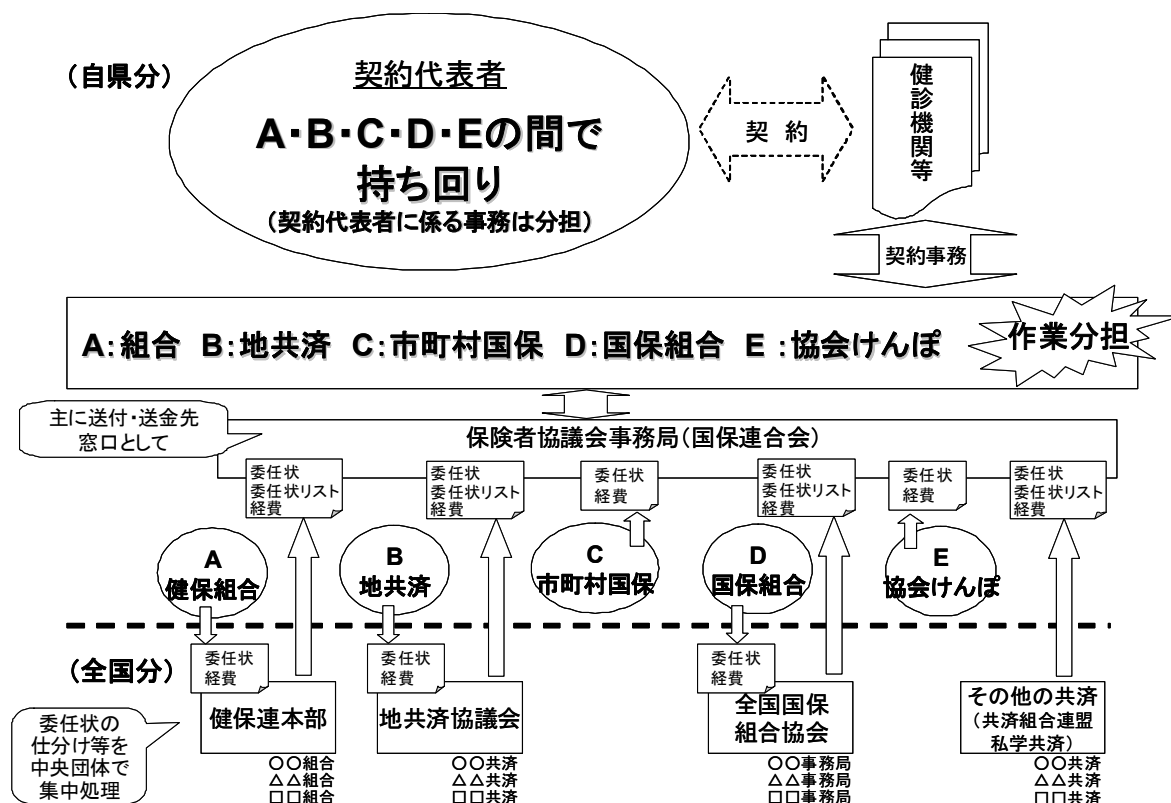 (自県分)
契約代表者
A・B・C・D・Eの間で
持ち回り
(契約代表者に係る事務は分担)
契 約
健診機関等
契約事務
A:組合 B:地共済 C:市町村国保 D:国保組合 E:協会けんぽ
作業分担
主に送付・送金先
窓口として
保険者協議会事務局(国保連合会)
委任状
委任状リスト
経費
委任状
委任状リスト
経費
委任状
経費
委任状
委任状リスト
経費
委任状
経費
委任状
委任状リスト
経費
A
健保組合
B
地共済
C
市町村国保
D
国保組合
E
協会けんぽ
(全国分)
委任状
経費
委任状
経費
委任状
経費
委任状の
仕分け等を
中央団体で
集中処理
健保連本部
地共済協議会
全国国保
組合協会
その他の共済
(共済組合連盟
私学共済)
○○組合
△△組合
□□組合
○○共済
△△共済
□□共済
○○事務局
△△事務局
□□事務局
○○共済
△△共済
□□共済